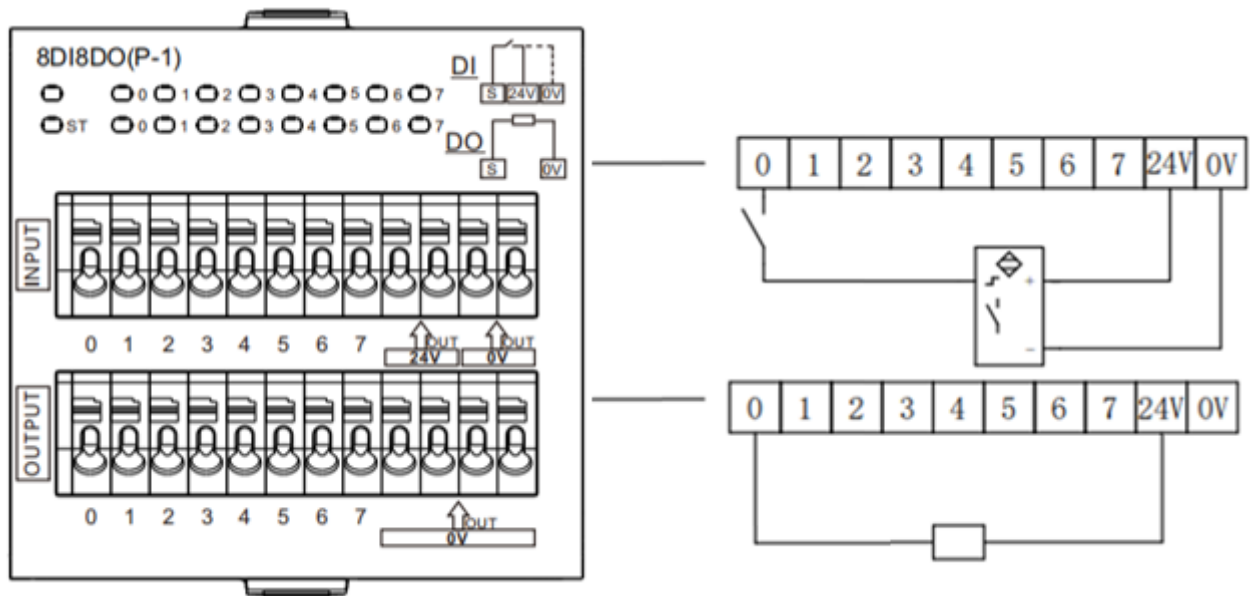 8DI8DO(P-1)
DI
S 24V 0V
0 1 2 3 4 5 6 7
ST 0 1 2 3 4 5 6 7
DO
S 0V
INPUT
0 1 2 3 4 5 6 7
OUT OUT
24V 0V
OUTPUT
0 1 2 3 4 5 6 7
OUT
0V
0 1 2 3 4 5 6 7 24V 0V
+
−
0 1 2 3 4 5 6 7 24V 0V